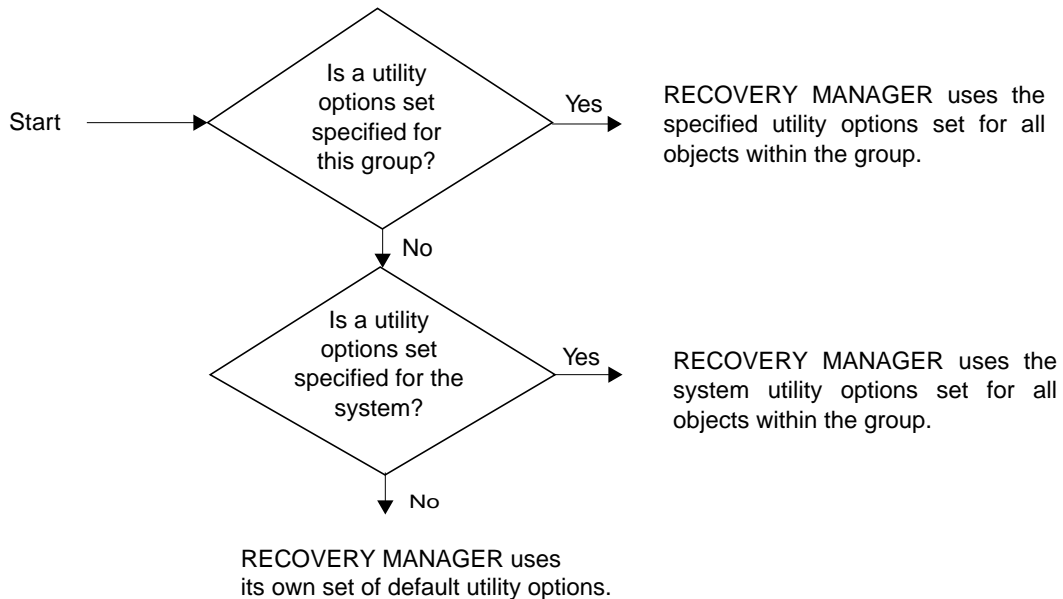 Is a utility
options set
specified for
this group?
Start
Yes
RECOVERY MANAGER uses the
specified utility options set for all
objects within the group.
No
Is a utility
options set
specified for the
system?
Yes
RECOVERY MANAGER uses the
system utility options set for all
objects within the group.
No
RECOVERY MANAGER uses
its own set of default utility options.